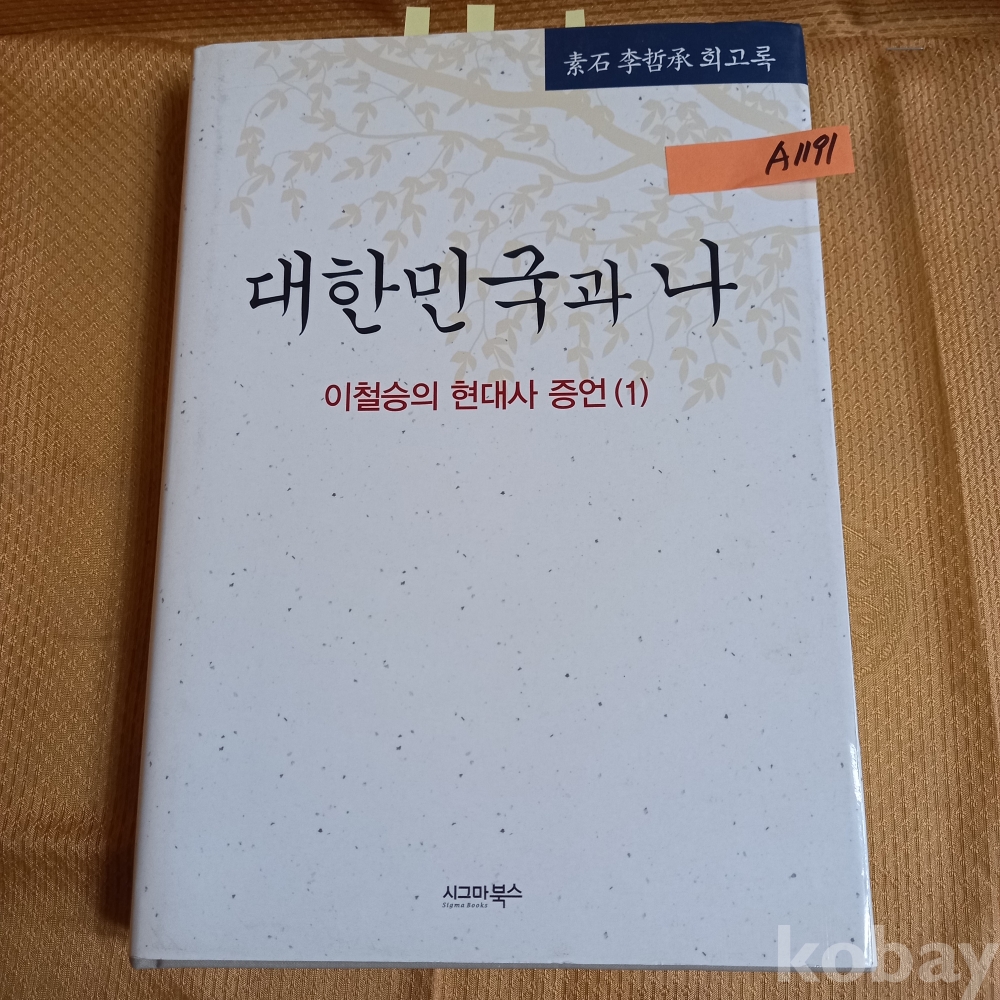 素石 李哲承 회고록
A1191
대한민국과 나
이철승의 현대사 증언 (1)
시그마북스
Sigma Books
kobay